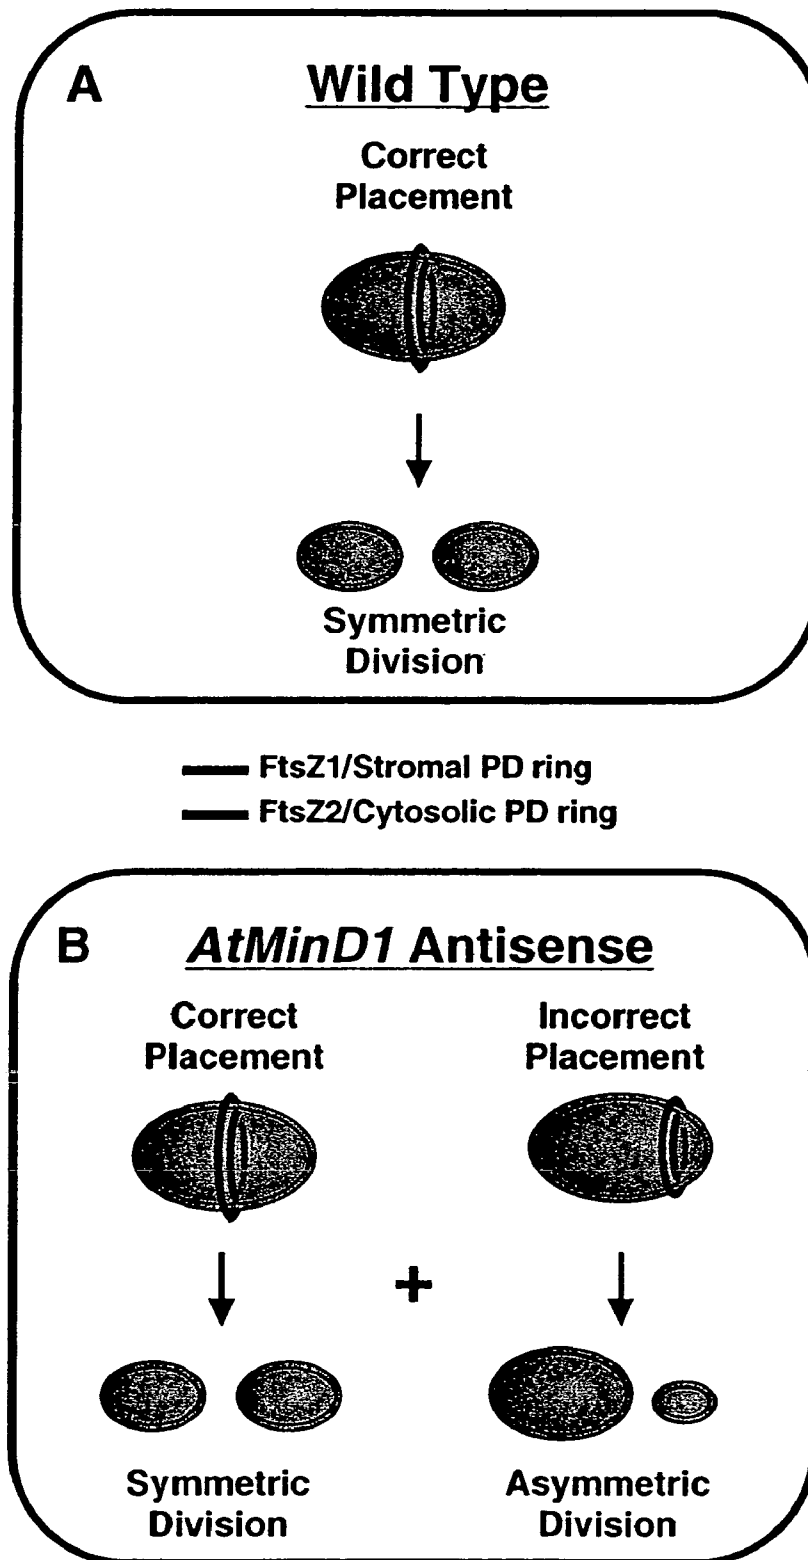 A
Wild Type
Correct
Placement
Symmetric
Division
FtsZ1/Stromal PD ring
FtsZ2/Cytosolic PD ring
B
AtMinD1 Antisense
Correct
Placement
Incorrect
Placement
+
Symmetric
Division
Asymmetric
Division